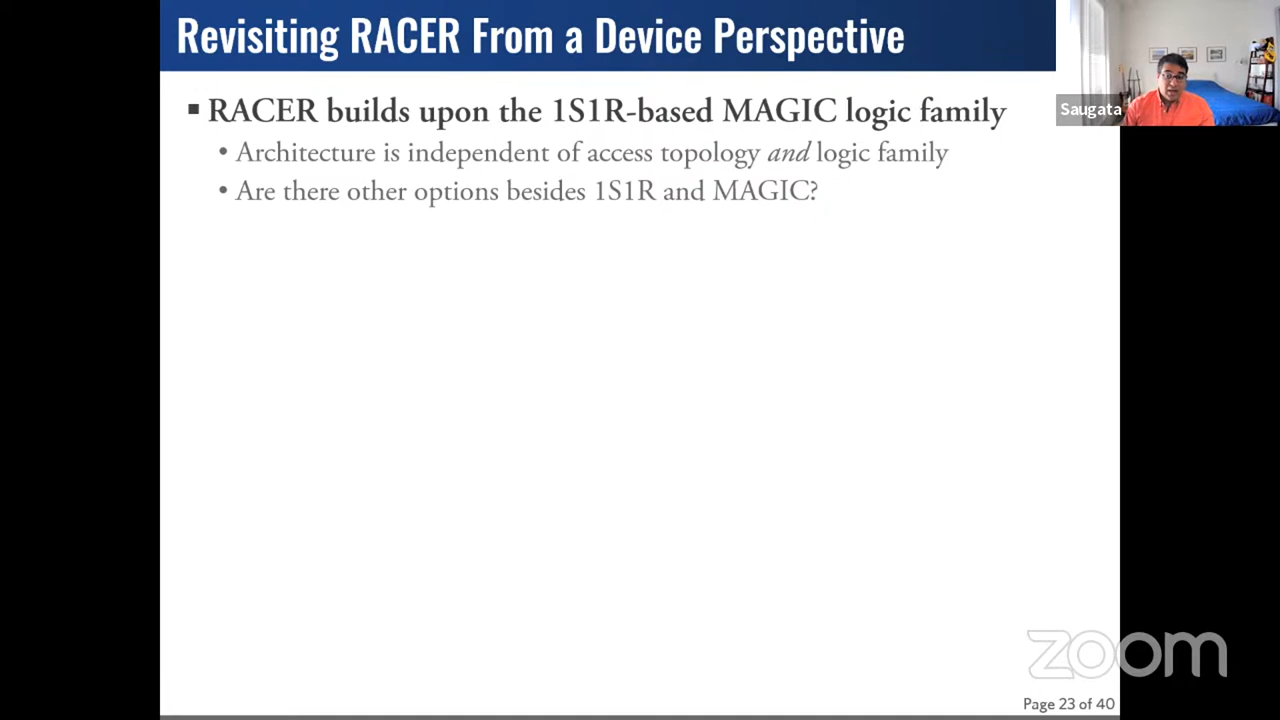 Revisiting RACER From a Device Perspective
Saugata
▪ RACER builds upon the 1S1R-based MAGIC logic family
• Architecture is independent of access topology and logic family
• Are there other options besides 1S1R and MAGIC?
zoom
Page 23 of 40